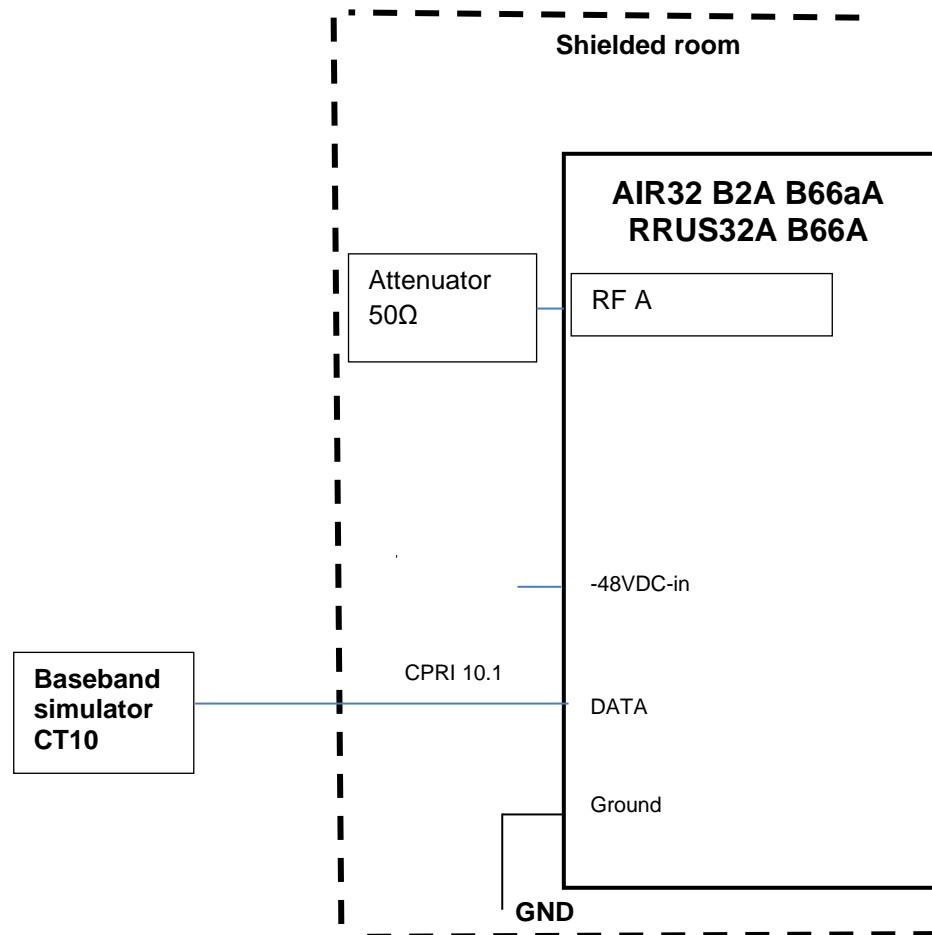 Shielded room
AIR32 B2A B66aA
RRUS32A B66A
Attenuator
50Ω
RF A
-48VDC-in
CPRI 10.1
Baseband
simulator
CT10
DATA
Ground
GND